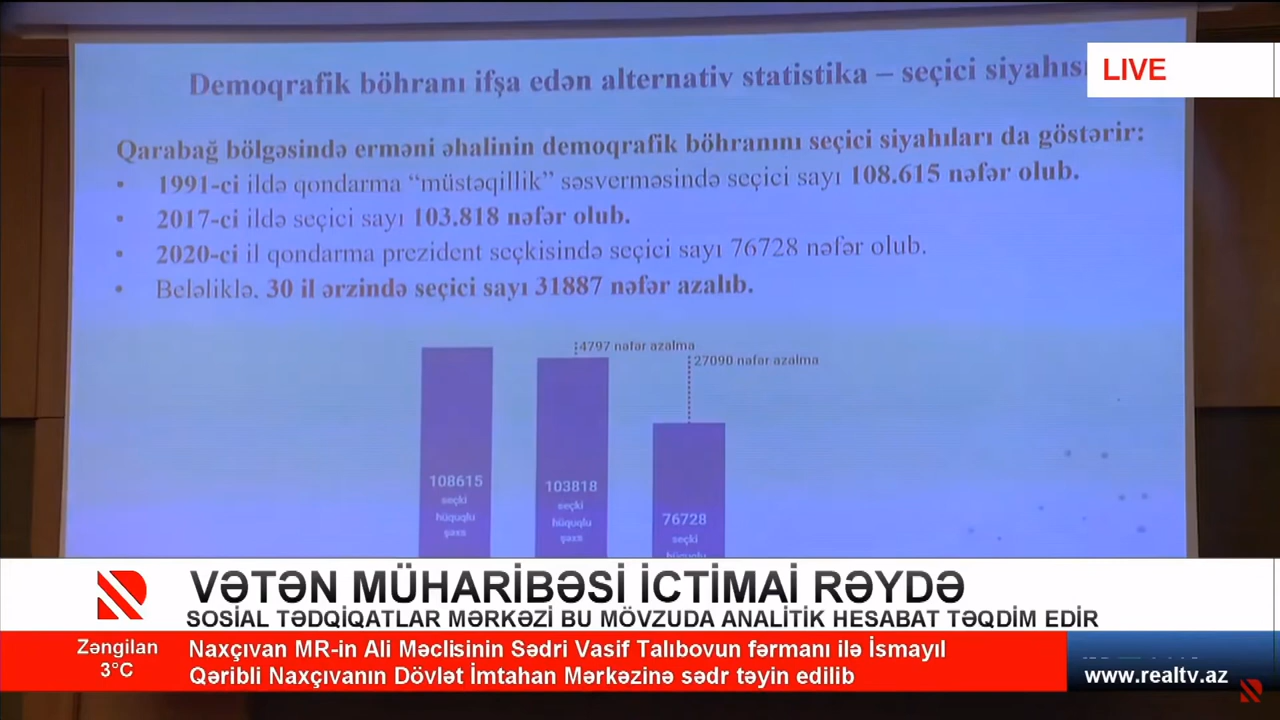 Demoqrafik böhranı ifşa edən alternativ statistika – seçici siyahısı
LIVE
Qarabağ bölgəsində erməni əhalinin demoqrafik böhranını seçici siyahıları da göstərir:
• 1991-ci ildə qondarma “müstəqillik” səsverməsində seçici sayı 108.615 nəfər olub.
• 2017-ci ildə seçici sayı 103.818 nəfər olub.
• 2020-ci il qondarma prezident seçkisində seçici sayı 76728 nəfər olub.
• Beləliklə, 30 il ərzində seçici sayı 31887 nəfər azalıb.
4797 nəfər azalma
27090 nəfər azalma
108615
seçki
hüquqlu
şəxs
103818
seçki
hüquqlu
şəxs
76728
seçki
hüquqlu
VƏTƏN MÜHARİBƏSİ İCTİMAİ RƏYDƏ
SOSİAL TƏDQİQATLAR MƏRKƏZİ BU MÖVZUDA ANALİTİK HESABAT TƏQDİM EDİR
Zəngilan
3°C
Naxçıvan MR-in Ali Məclisinin Sədri Vasif Talıbovun fərmanı ilə İsmayıl
Qəribli Naxçıvanın Dövlət İmtahan Mərkəzinə sədr təyin edilib
www.realtv.az